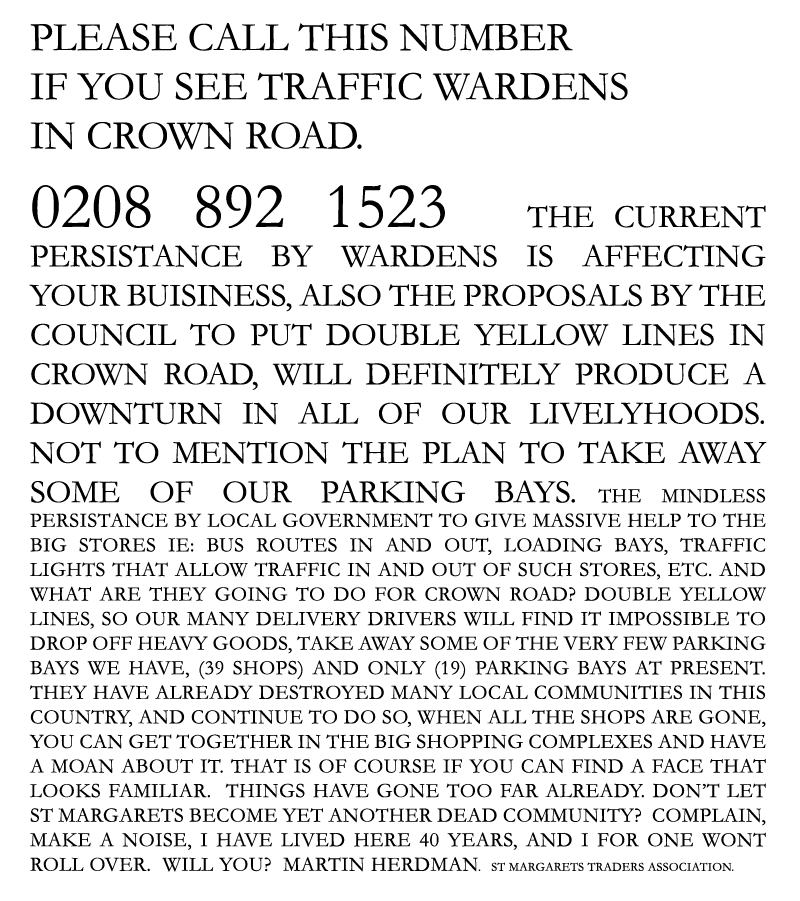 PLEASE CALL THIS NUMBER
IF YOU SEE TRAFFIC WARDENS
IN CROWN ROAD.
0208 892 1523 THE CURRENT
PERSISTANCE BY WARDENS IS AFFECTING
YOUR BUISINESS, ALSO THE PROPOSALS BY THE
COUNCIL TO PUT DOUBLE YELLOW LINES IN
CROWN ROAD, WILL DEFINITELY PRODUCE A
DOWNTURN IN ALL OF OUR LIVELYHOODS.
NOT TO MENTION THE PLAN TO TAKE AWAY
SOME OF OUR PARKING BAYS. THE MINDLESS
PERSISTANCE BY LOCAL GOVERNMENT TO GIVE MASSIVE HELP TO THE
BIG STORES IE: BUS ROUTES IN AND OUT, LOADING BAYS, TRAFFIC
LIGHTS THAT ALLOW TRAFFIC IN AND OUT OF SUCH STORES, ETC. AND
WHAT ARE THEY GOING TO DO FOR CROWN ROAD? DOUBLE YELLOW
LINES, SO OUR MANY DELIVERY DRIVERS WILL FIND IT IMPOSSIBLE TO
DROP OFF HEAVY GOODS, TAKE AWAY SOME OF THE VERY FEW PARKING
BAYS WE HAVE, (39 SHOPS) AND ONLY (19) PARKING BAYS AT PRESENT.
THEY HAVE ALREADY DESTROYED MANY LOCAL COMMUNITIES IN THIS
COUNTRY, AND CONTINUE TO DO SO, WHEN ALL THE SHOPS ARE GONE,
YOU CAN GET TOGETHER IN THE BIG SHOPPING COMPLEXES AND HAVE
A MOAN ABOUT IT. THAT IS OF COURSE IF YOU CAN FIND A FACE THAT
LOOKS FAMILIAR. THINGS HAVE GONE TOO FAR ALREADY. DON'T LET
ST MARGARETS BECOME YET ANOTHER DEAD COMMUNITY? COMPLAIN,
MAKE A NOISE, I HAVE LIVED HERE 40 YEARS, AND I FOR ONE WONT
ROLL OVER. WILL YOU? MARTIN HERDMAN. ST MARGARETS TRADERS ASSOCIATION.